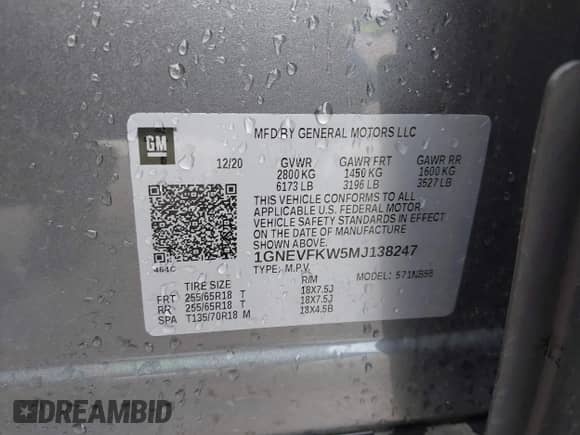 GM
MFD BY GENERAL MOTORS LLC
12/20 GVWR GAWR FRT GAWR RR
2800 KG 1450 KG 1600 KG
6173 LB 3196 LB 3527 LB
THIS VEHICLE CONFORMS TO ALL
APPLICABLE U.S. FEDERAL MOTOR
VEHICLE SAFETY STANDARDS IN EFFECT
ON THE DATE OF MANUFACTURE
SHOWN ABOVE.
1GNEVFKW5MJ138247
TYPE: M.P.V. MODEL:
TIRE SIZE RIM
FRT 255/65R18 T 18X7.5J
RR 255/65R18 T 18X7.5J
SPA T135/70R18 M 18X4.5B
DREAMBID